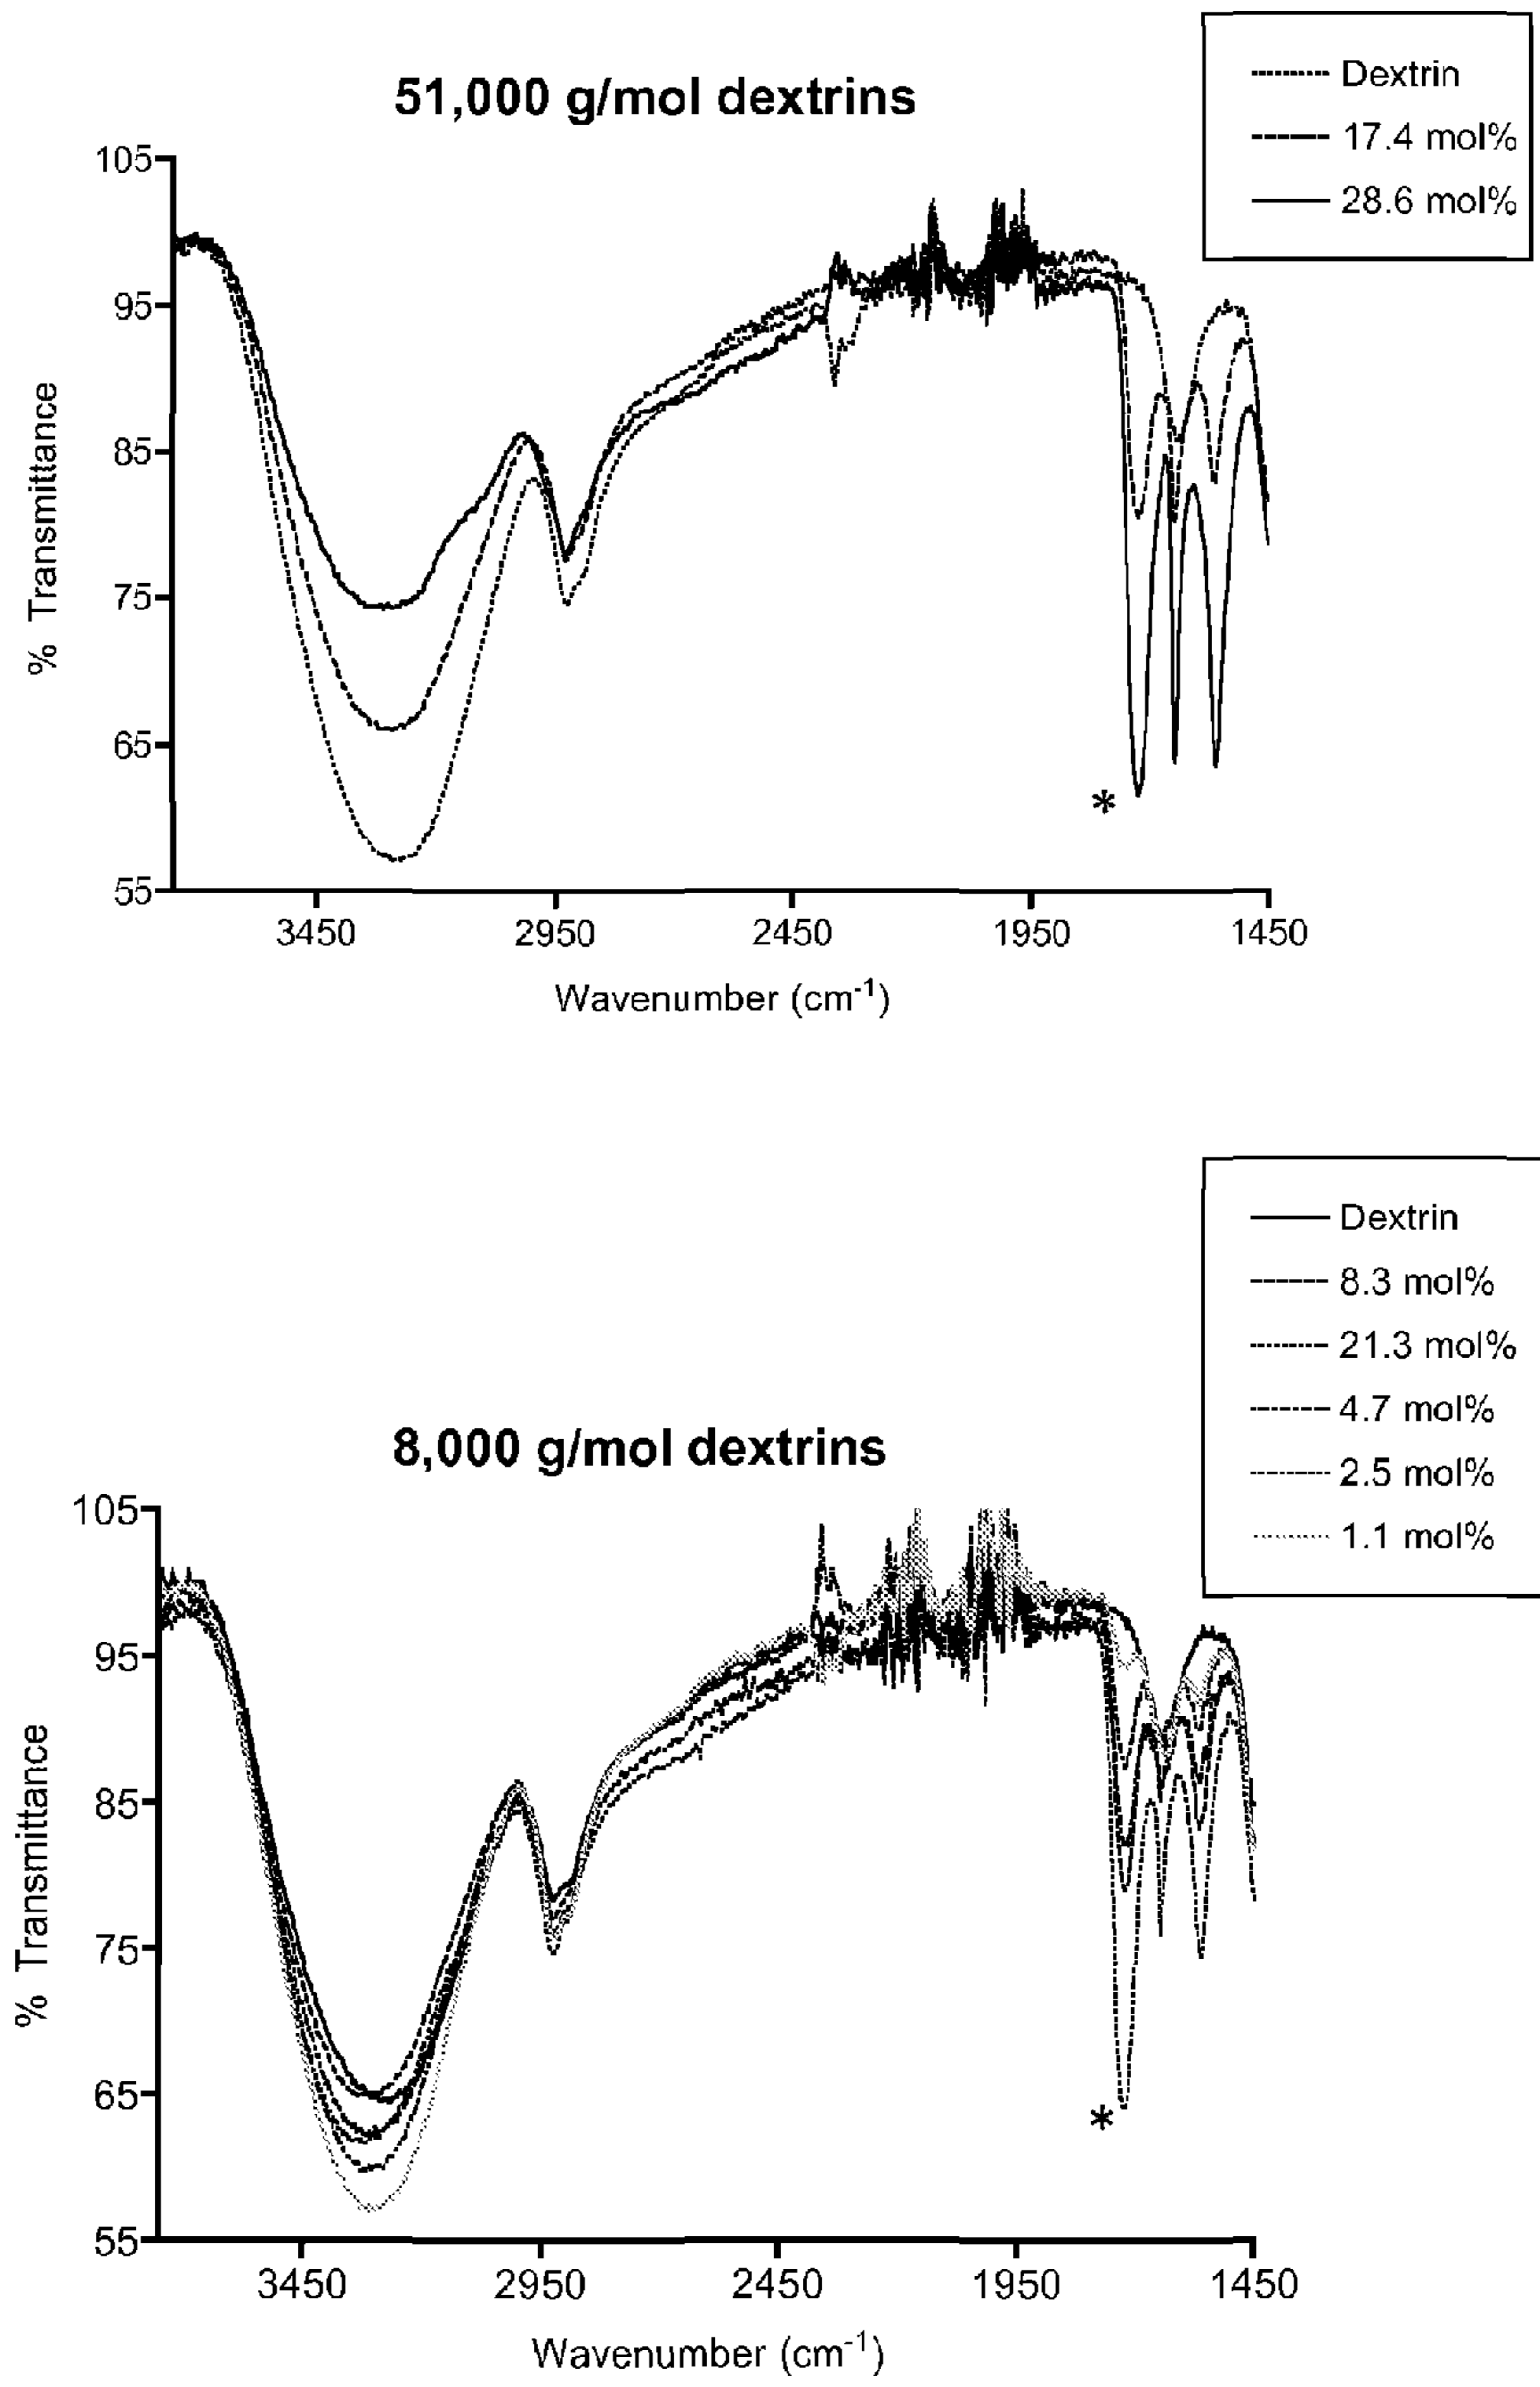 51,000 g/mol dextrins
Dextrin
17.4 mol%
28.6 mol%
105
95
85
75
65
55
% Transmittance
*
3450 2950 2450 1950 1450
Wavenumber (cm-1)
8,000 g/mol dextrins
Dextrin
8.3 mol%
21.3 mol%
4.7 mol%
2.5 mol%
1.1 mol%
105
95
85
75
65
55
% Transmittance
*
3450 2950 2450 1950 1450
Wavenumber (cm-1)